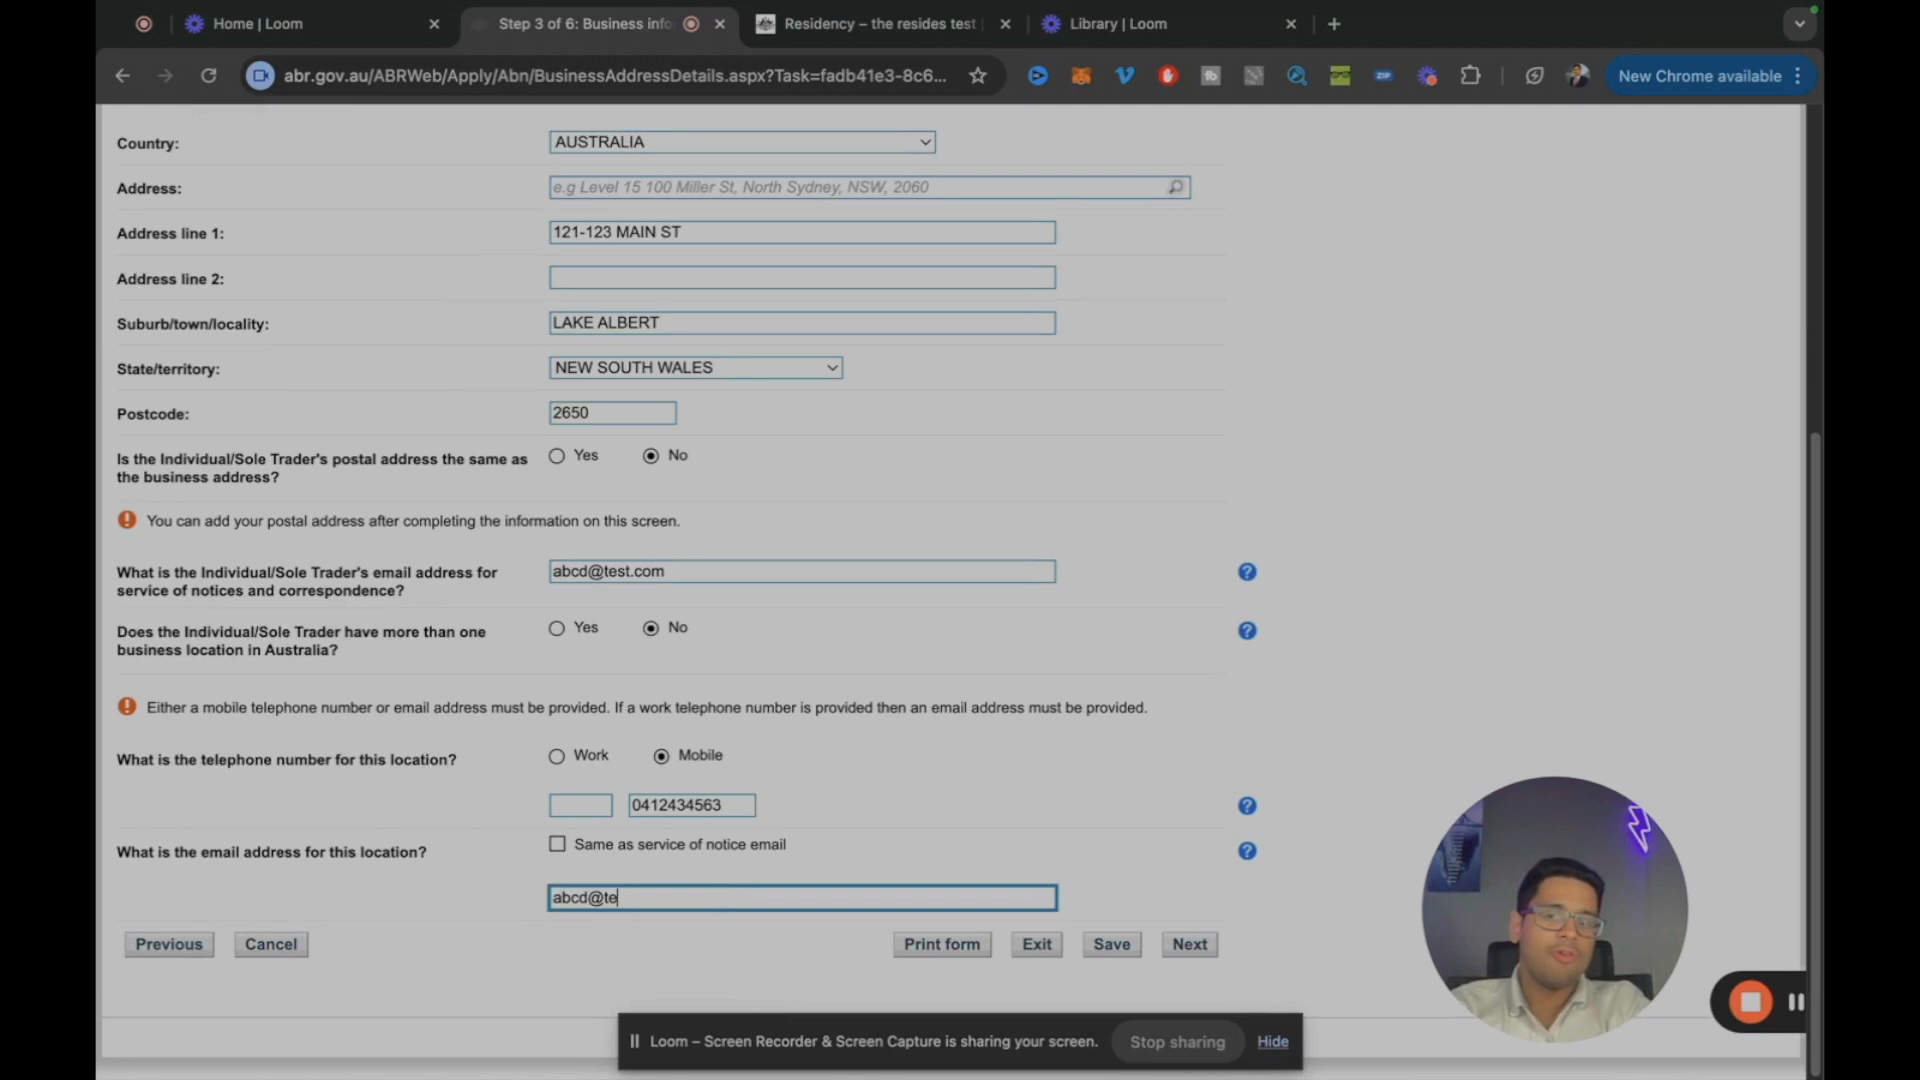 Home | Loom
Step 3 of 6: Business info
Residency – the resides test
Library | Loom
abr.gov.au/ABRWeb/Apply/Abn/BusinessAddressDetails.aspx?Task=fadb41e3-8c6...
ZIP
New Chrome available
Country:
AUSTRALIA
Address:
e.g Level 15 100 Miller St, North Sydney, NSW, 2060
Address line 1:
121-123 MAIN ST
Address line 2:
Suburb/town/locality:
LAKE ALBERT
State/territory:
NEW SOUTH WALES
Postcode:
2650
Is the Individual/Sole Trader's postal address the same as
the business address?
Yes No
You can add your postal address after completing the information on this screen.
What is the Individual/Sole Trader's email address for
service of notices and correspondence?
abcd@test.com
Does the Individual/Sole Trader have more than one
business location in Australia?
Yes No
Either a mobile telephone number or email address must be provided. If a work telephone number is provided then an email address must be provided.
What is the telephone number for this location?
Work Mobile
0412434563
What is the email address for this location?
Same as service of notice email
abcd@te
Previous Cancel Print form Exit Save Next
Loom – Screen Recorder & Screen Capture is sharing your screen. Stop sharing Hide